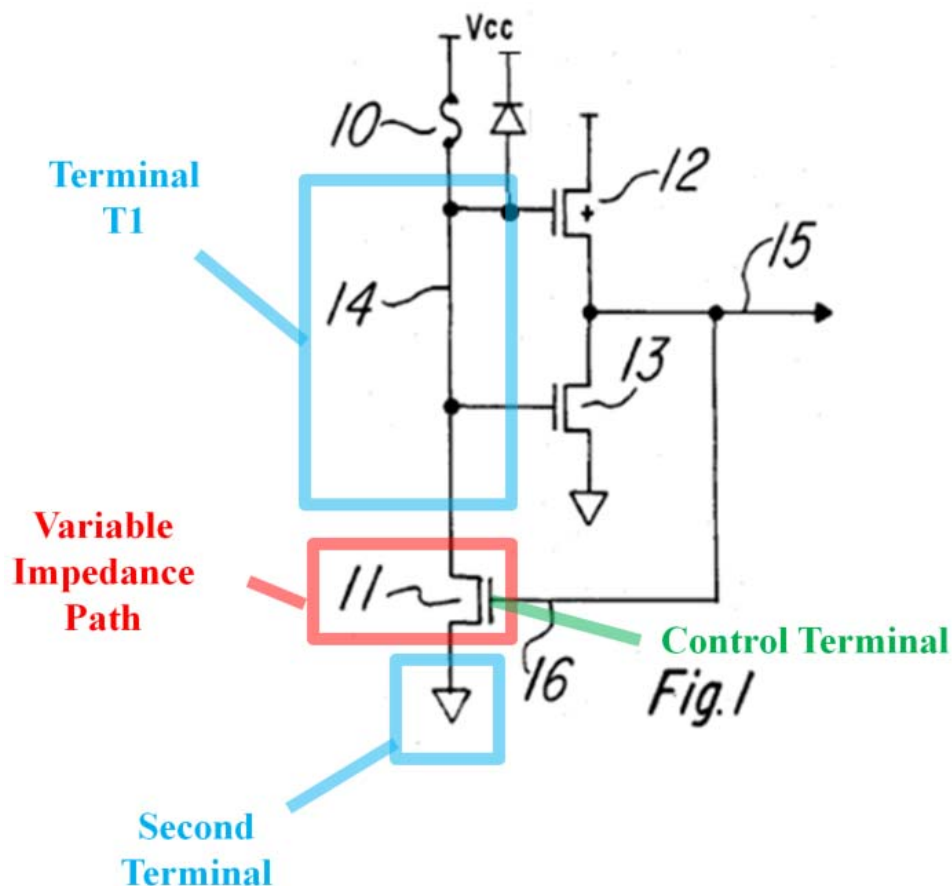 Vcc
10
12
Terminal
T1
15
14
13
Variable
Impedance
Path
11
Control Terminal
16
Fig.1
Second
Terminal